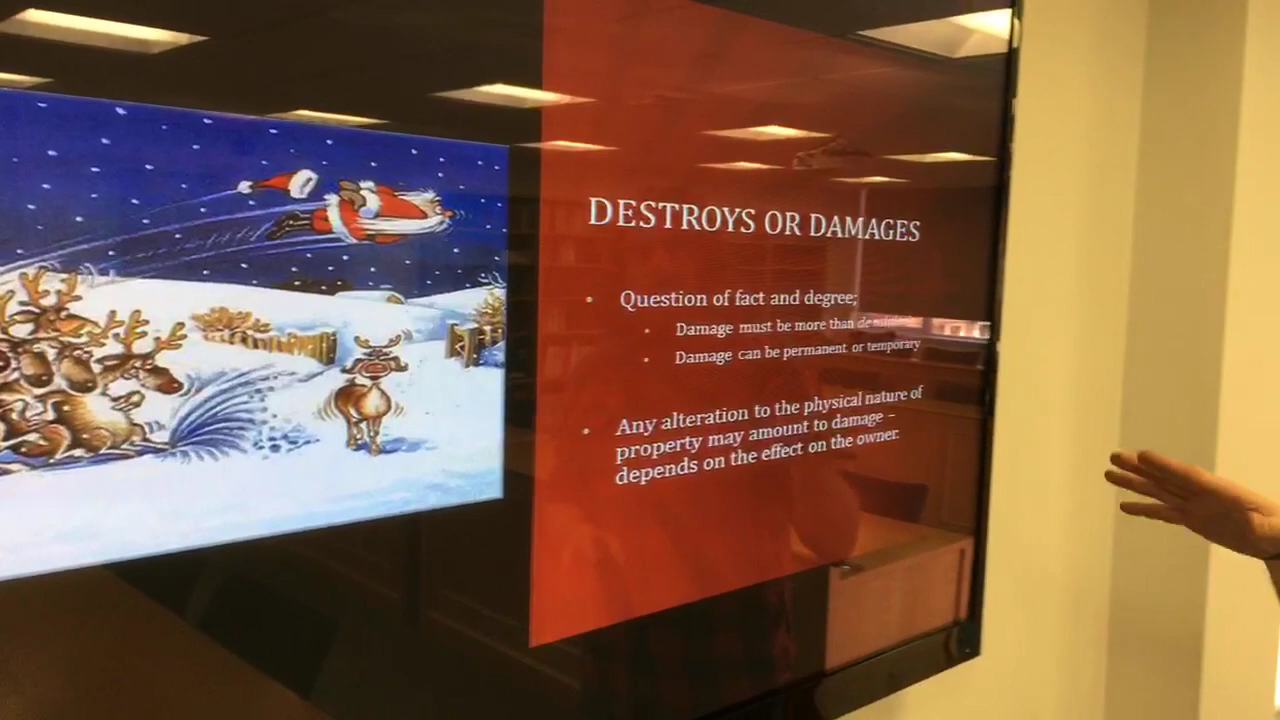 DESTROYS OR DAMAGES
• Question of fact and degree;
• Damage must be more than de minimis
• Damage can be permanent or temporary
• Any alteration to the physical nature of
property may amount to damage –
depends on the effect on the owner.